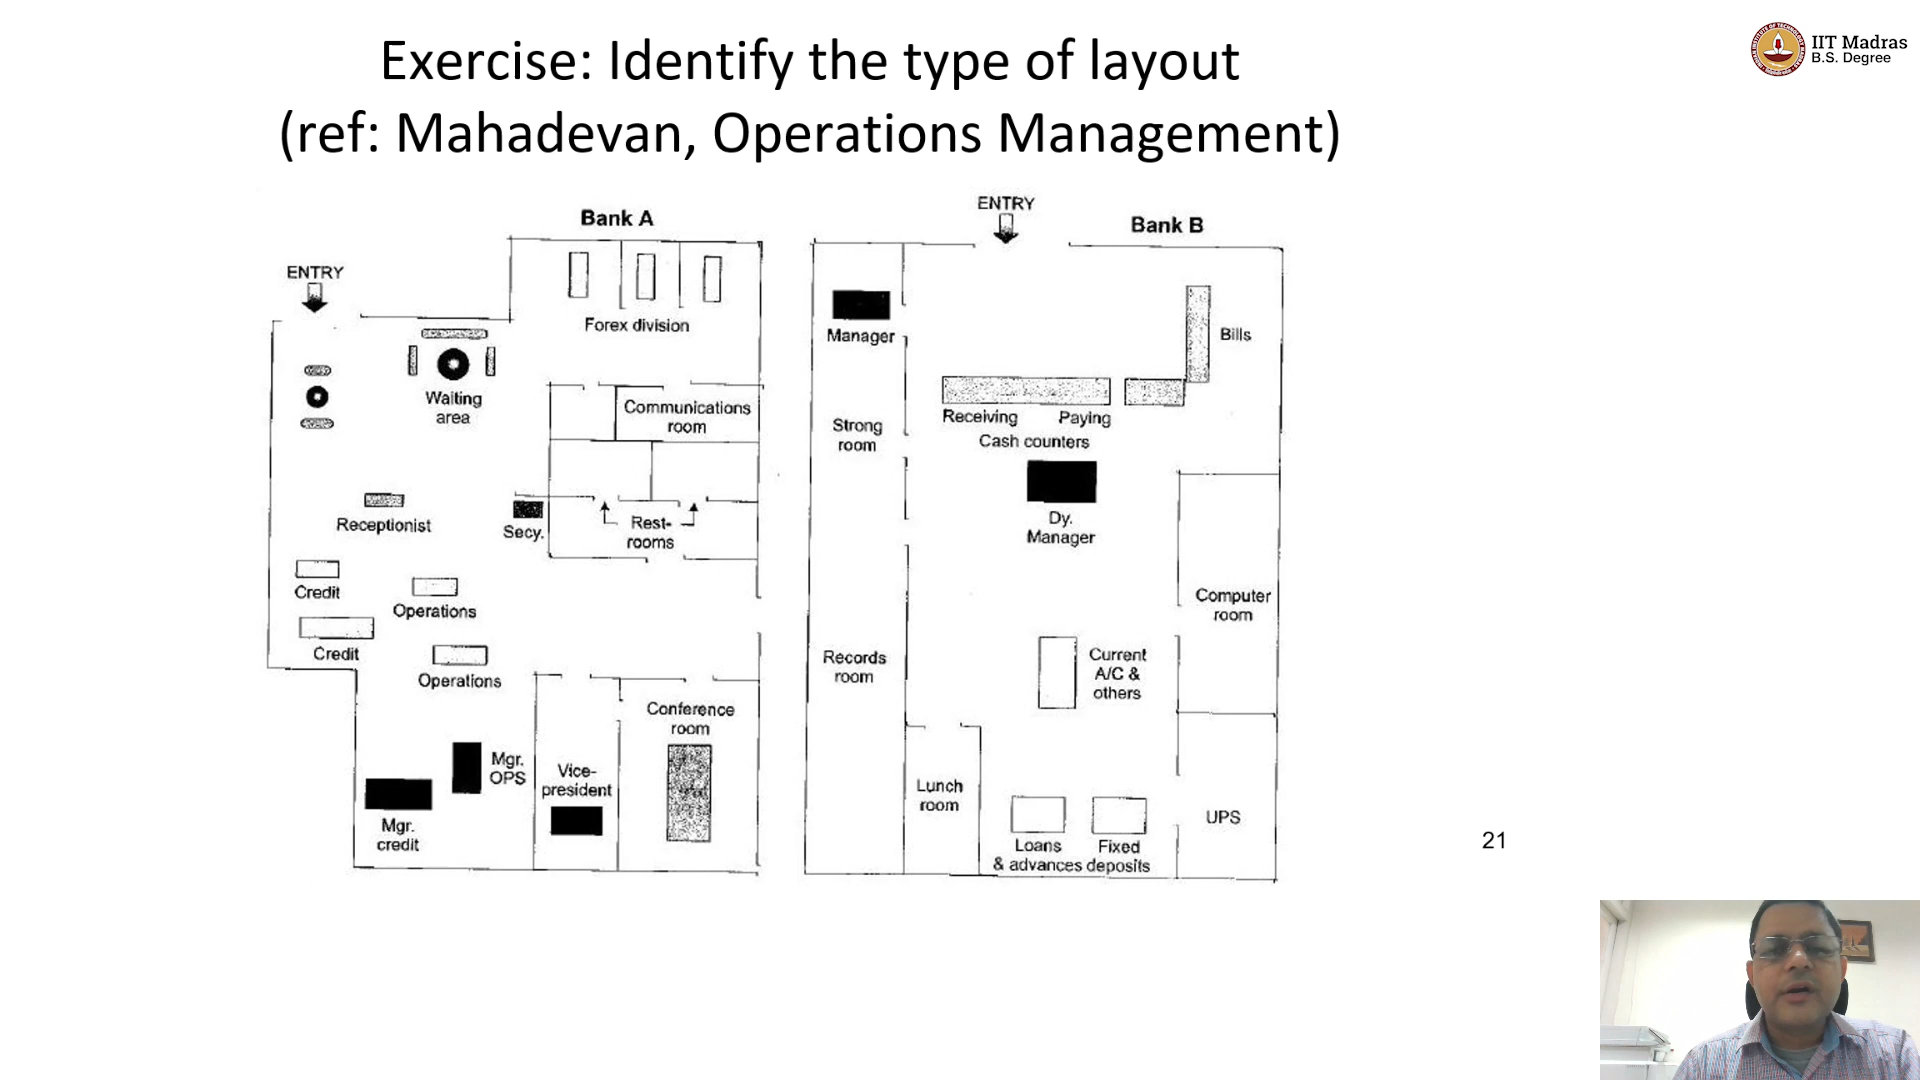 Exercise: Identify the type of layout
(ref: Mahadevan, Operations Management)
IIT Madras
B.S. Degree
Bank A
ENTRY
Forex division
Waiting
area
Communications
room
Receptionist
Secy.
Rest-
rooms
Credit
Operations
Credit
Operations
Conference
room
Mgr.
OPS
Vice-
president
Mgr.
credit
ENTRY
Bank B
Manager
Bills
Receiving
Paying
Cash counters
Strong
room
Dy.
Manager
Computer
room
Records
room
Current
A/C &
others
Lunch
room
UPS
Loans
& advances
Fixed
deposits
21